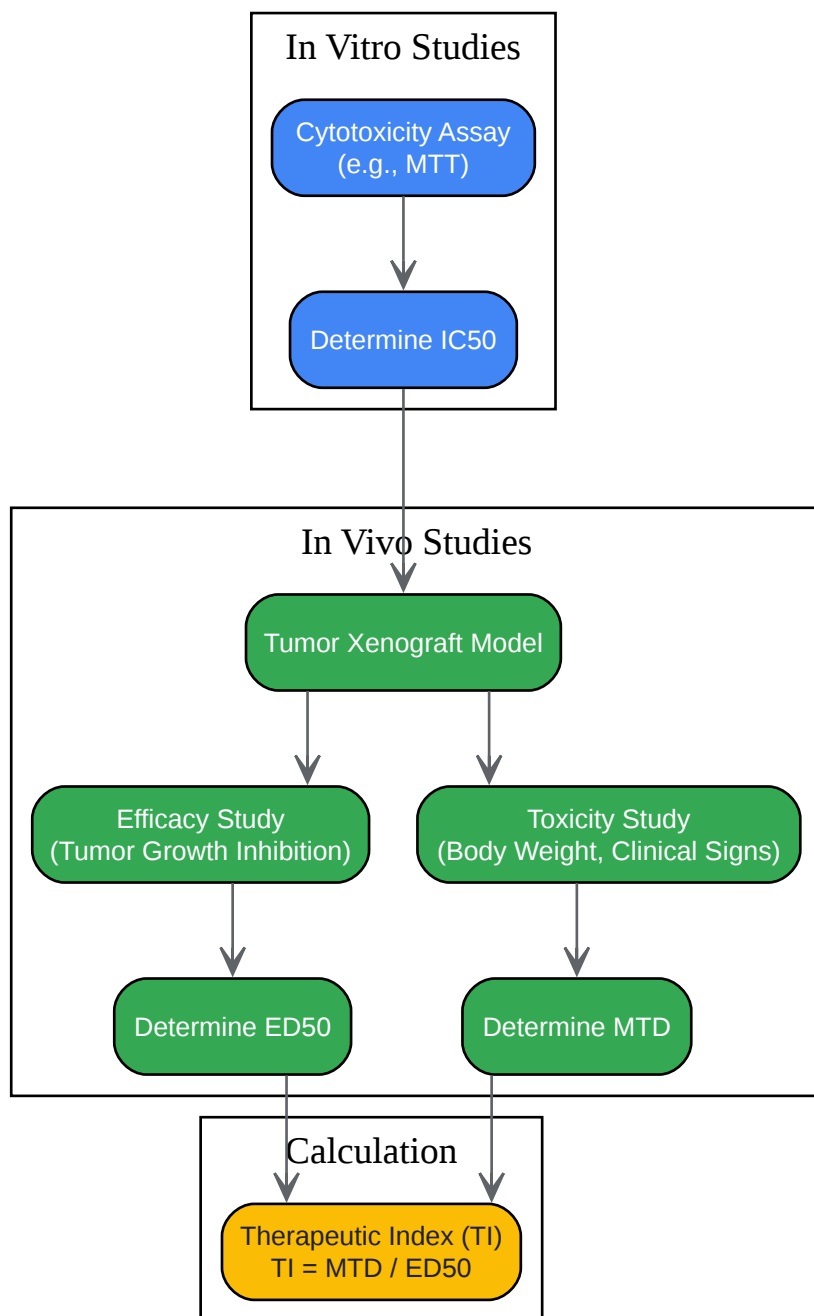 In Vitro Studies
Cytotoxicity Assay
(e.g., MTT)
Determine IC50
In Vivo Studies
Tumor Xenograft Model
Efficacy Study
(Tumor Growth Inhibition)
Toxicity Study
(Body Weight, Clinical Signs)
Determine ED50
Determine MTD
Calculation
Therapeutic Index (TI)
TI = MTD / ED50